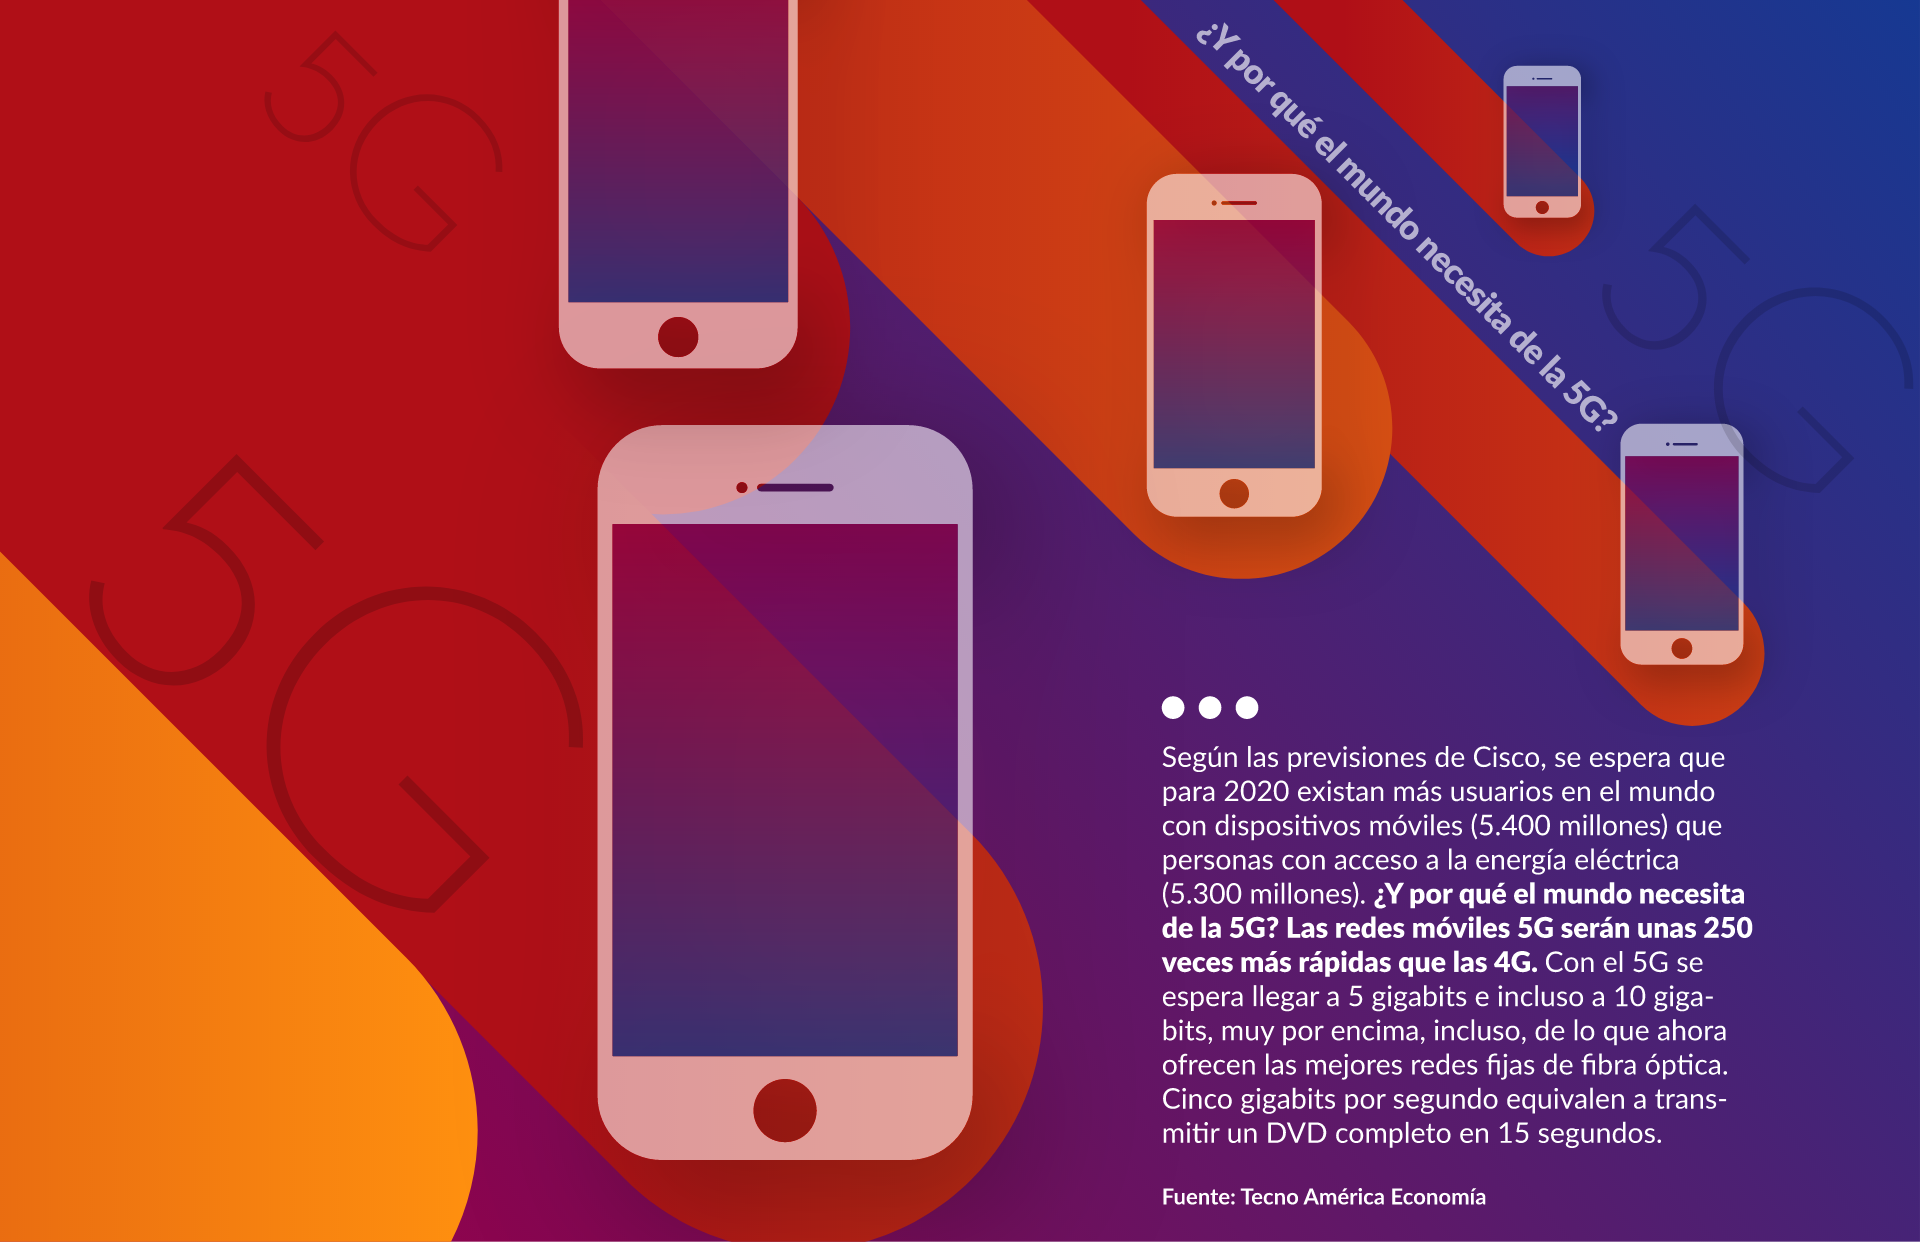 5G
¿Y por qué el mundo necesita de la 5G?
5G
5G
Según las previsiones de Cisco, se espera que
para 2020 existan más usuarios en el mundo
con dispositivos móviles (5.400 millones) que
personas con acceso a la energía eléctrica
(5.300 millones). ¿Y por qué el mundo necesita
de la 5G? Las redes móviles 5G serán unas 250
veces más rápidas que las 4G. Con el 5G se
espera llegar a 5 gigabits e incluso a 10 giga-
bits, muy por encima, incluso, de lo que ahora
ofrecen las mejores redes fijas de fibra óptica.
Cinco gigabits por segundo equivalen a trans-
mitir un DVD completo en 15 segundos.
Fuente: Tecno América Economía